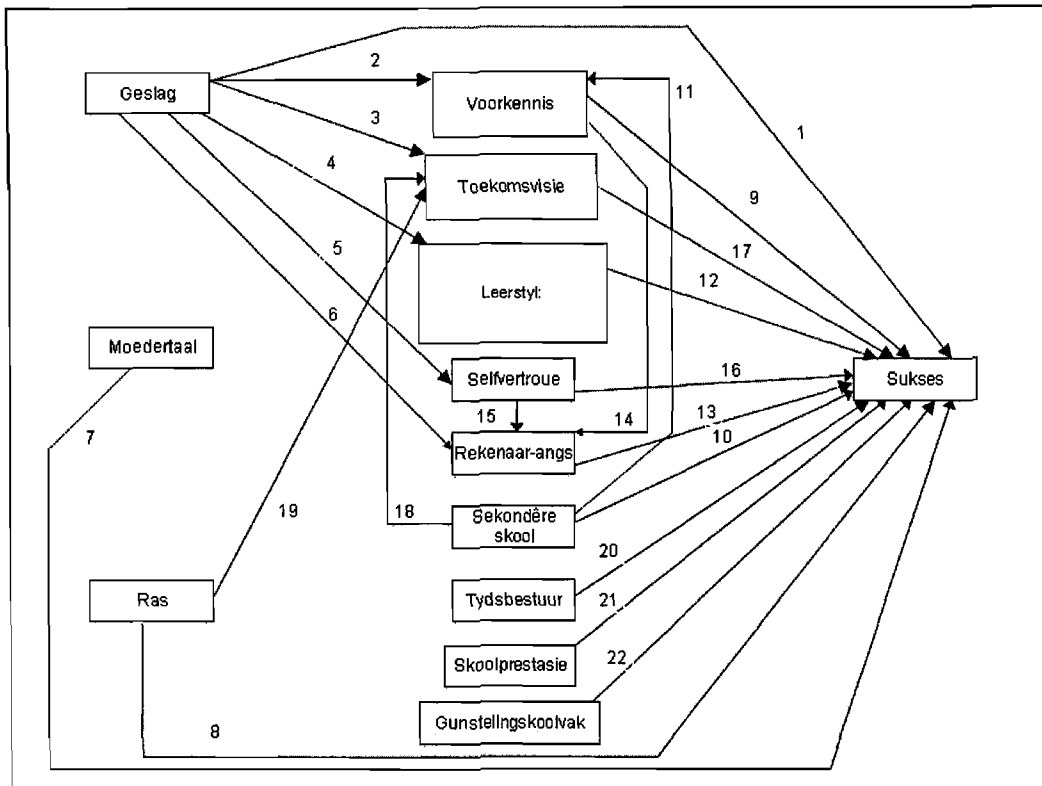 2
Geslag
Voorkennis
11
3
1
4
Toekomsvisie
9
17
5
12
Leerstyl:
6
Moedertaal
Selfvertroue
16
Sukses
15
14
13
7
Rekenaar-angs
10
19
18
Sekondêre
skool
20
Ras
Tydsbestuur
21
Skoolprestasie
22
Gunstelingskoolvak
8